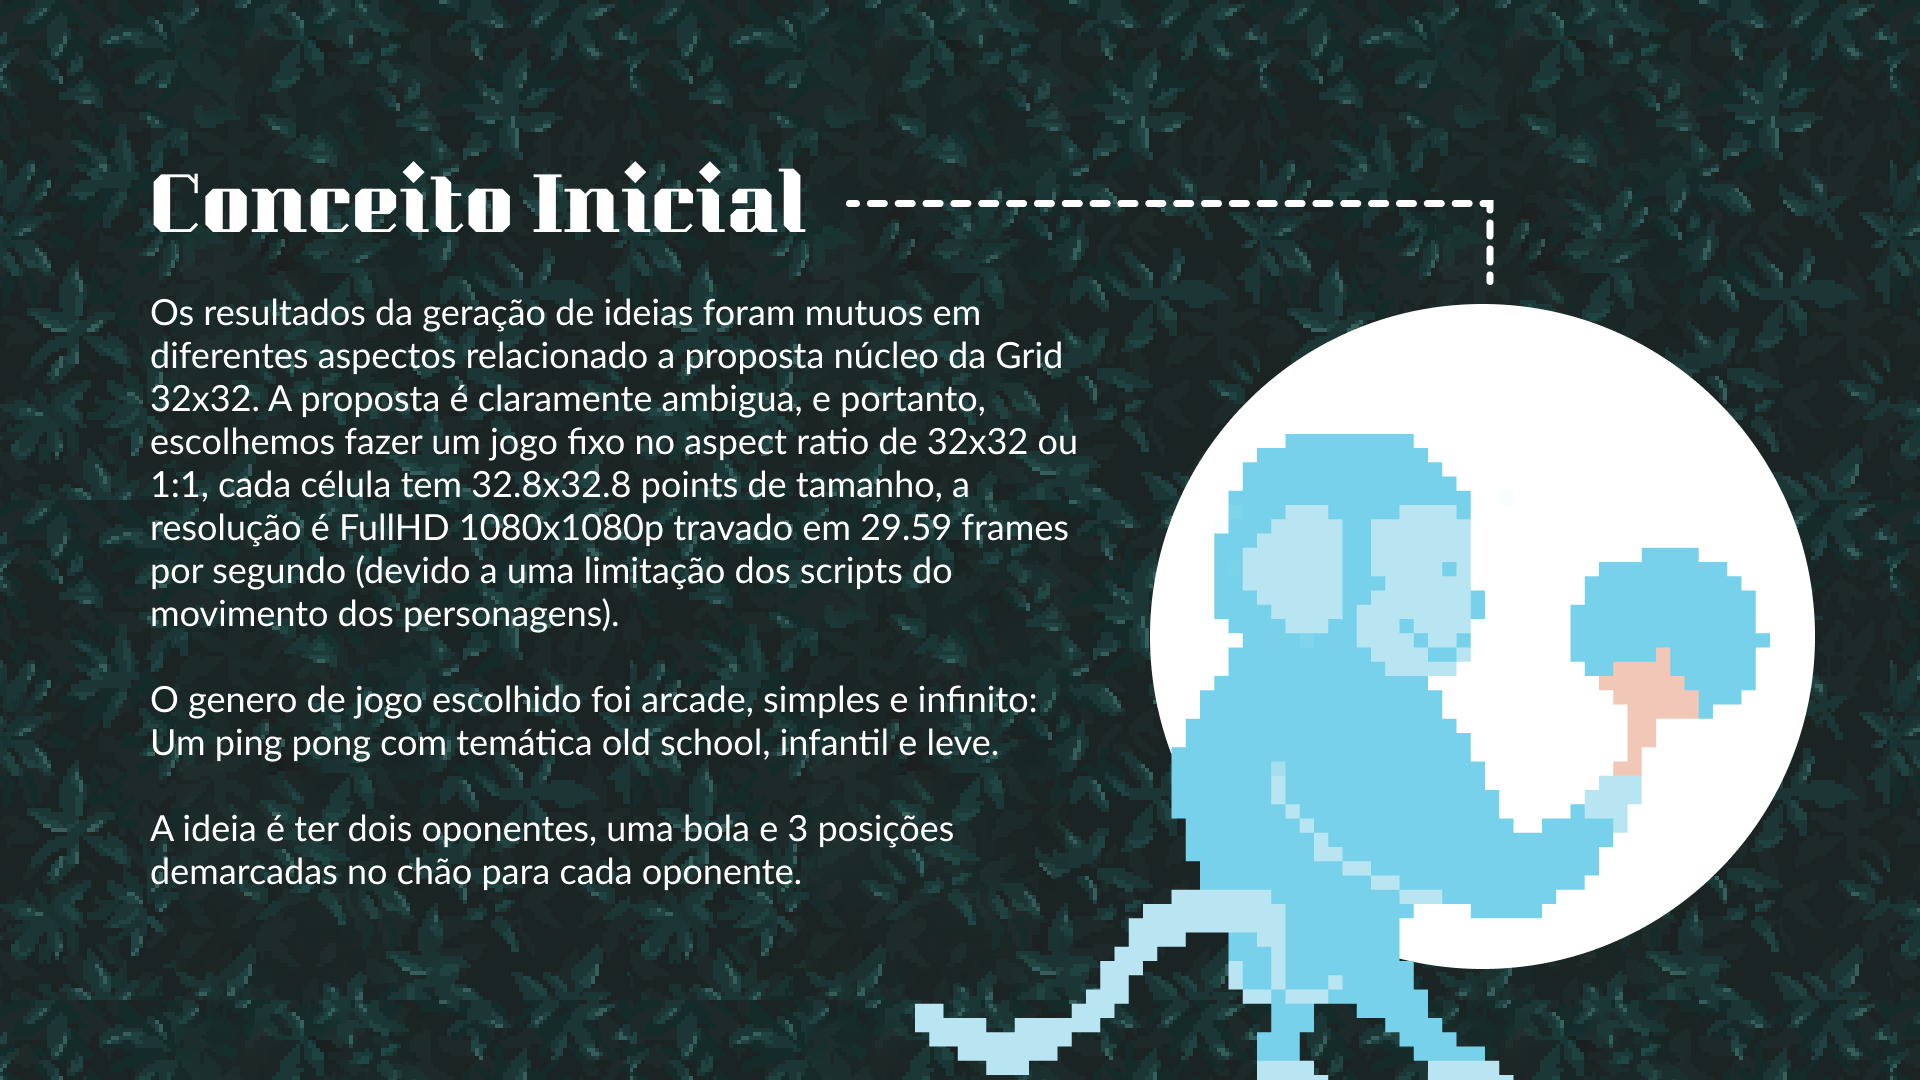 Conceito Inicial
Os resultados da geração de ideias foram mutuos em
diferentes aspectos relacionado a proposta núcleo da Grid
32x32. A proposta é claramente ambigua, e portanto,
escolhemos fazer um jogo fixo no aspect ratio de 32x32 ou
1:1, cada célula tem 32.8x32.8 points de tamanho, a
resolução é FullHD 1080x1080p travado em 29.59 frames
por segundo (devido a uma limitação dos scripts do
movimento dos personagens).
O genero de jogo escolhido foi arcade, simples e infinito:
Um ping pong com temática old school, infantil e leve.
A ideia é ter dois oponentes, uma bola e 3 posições
demarcadas no chão para cada oponente.